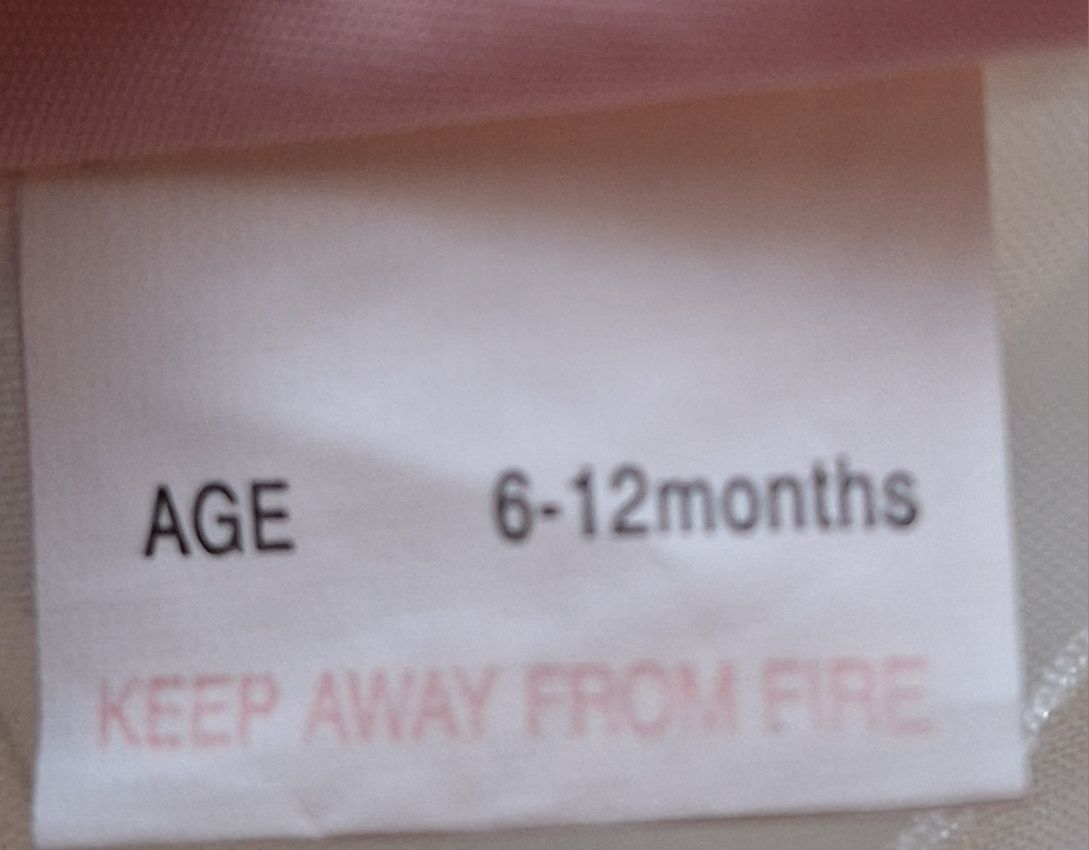 AGE 6-12months
KEEP AWAY FROM FIRE